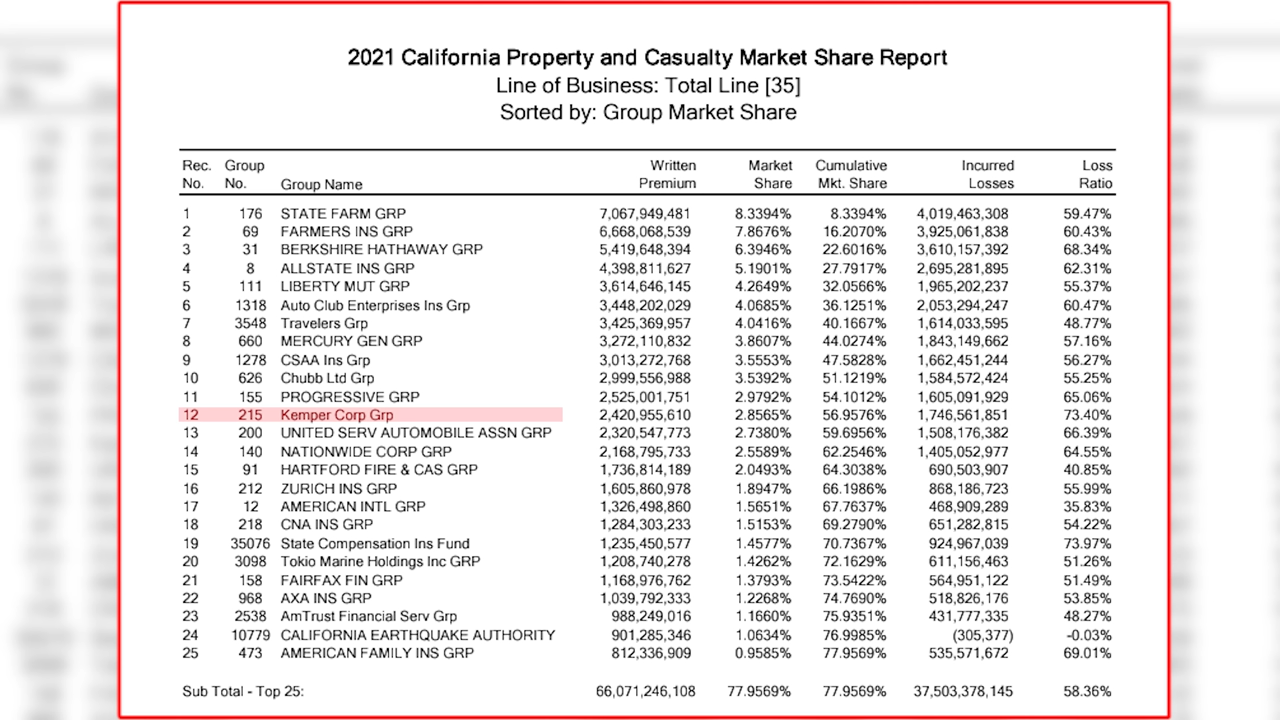 2021 California Property and Casualty Market Share Report
Line of Business: Total Line [35]
Sorted by: Group Market Share
Rec. Group Written Market Cumulative Incurred Loss
No. No. Group Name Premium Share Mkt. Share Losses Ratio
1 176 STATE FARM GRP 7,067,949,481 8.3394% 8.3394% 4,019,463,308 59.47%
2 69 FARMERS INS GRP 6,668,068,539 7.8676% 16.2070% 3,925,061,838 60.43%
3 31 BERKSHIRE HATHAWAY GRP 5,419,648,394 6.3946% 22.6016% 3,610,157,392 68.34%
4 8 ALLSTATE INS GRP 4,398,811,627 5.1901% 27.7917% 2,695,281,895 62.31%
5 111 LIBERTY MUT GRP 3,614,646,145 4.2649% 32.0566% 1,965,202,237 55.37%
6 1318 Auto Club Enterprises Ins Grp 3,448,202,029 4.0685% 36.1251% 2,053,294,247 60.47%
7 3548 Travelers Grp 3,425,369,957 4.0416% 40.1667% 1,614,033,595 48.77%
8 660 MERCURY GEN GRP 3,272,110,832 3.8607% 44.0274% 1,843,149,662 57.16%
9 1278 CSAA Ins Grp 3,013,272,768 3.5553% 47.5828% 1,662,451,244 56.27%
10 626 Chubb Ltd Grp 2,999,556,988 3.5392% 51.1219% 1,584,572,424 55.25%
11 155 PROGRESSIVE GRP 2,525,001,751 2.9792% 54.1012% 1,605,091,929 65.06%
12 215 Kemper Corp Grp 2,420,955,610 2.8565% 56.9576% 1,746,561,851 73.40%
13 200 UNITED SERV AUTOMOBILE ASSN GRP 2,320,547,773 2.7380% 59.6956% 1,508,176,382 66.39%
14 140 NATIONWIDE CORP GRP 2,168,795,733 2.5589% 62.2546% 1,405,052,977 64.55%
15 91 HARTFORD FIRE & CAS GRP 1,736,814,189 2.0493% 64.3038% 690,503,907 40.85%
16 212 ZURICH INS GRP 1,605,860,978 1.8947% 66.1986% 868,186,723 55.99%
17 12 AMERICAN INTL GRP 1,326,498,860 1.5651% 67.7637% 468,909,289 35.83%
18 218 CNA INS GRP 1,284,303,233 1.5153% 69.2790% 651,282,815 54.22%
19 35076 State Compensation Ins Fund 1,235,450,577 1.4577% 70.7367% 924,967,039 73.97%
20 3098 Tokio Marine Holdings Inc GRP 1,208,740,278 1.4262% 72.1629% 611,156,463 51.26%
21 158 FAIRFAX FIN GRP 1,168,976,762 1.3793% 73.5422% 564,951,122 51.49%
22 968 AXA INS GRP 1,039,792,333 1.2268% 74.7690% 518,826,176 53.85%
23 2538 AmTrust Financial Serv Grp 988,249,016 1.1660% 75.9351% 431,777,335 48.27%
24 10779 CALIFORNIA EARTHQUAKE AUTHORITY 901,285,346 1.0634% 76.9985% (305,377) -0.03%
25 473 AMERICAN FAMILY INS GRP 812,336,909 0.9585% 77.9569% 535,571,672 69.01%
Sub Total - Top 25: 66,071,246,108 77.9569% 77.9569% 37,503,378,145 58.36%